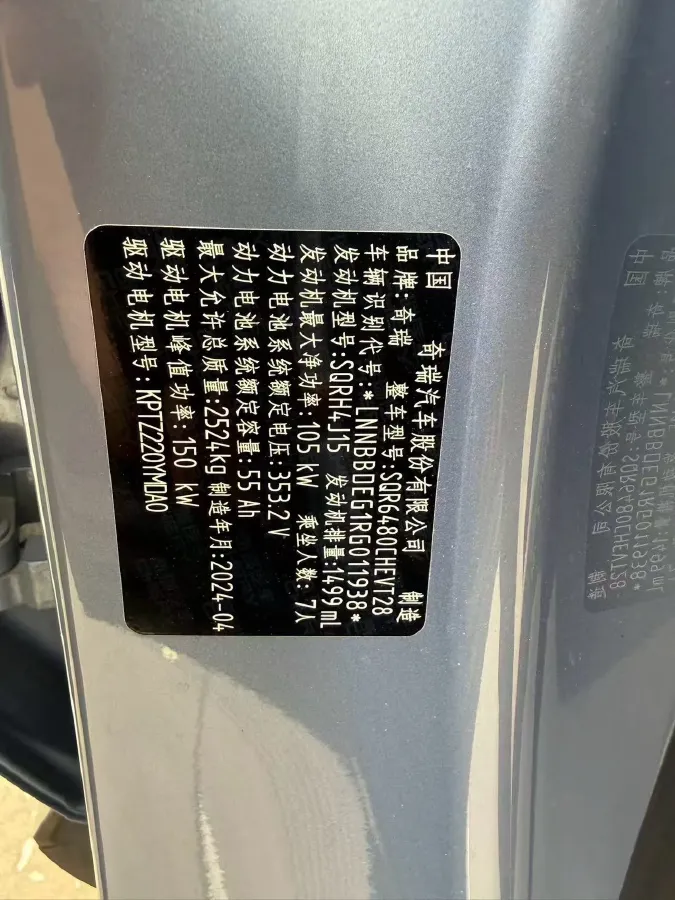 中国 奇瑞汽车股份有限公司 制造
品牌:奇瑞 整车型号:SQR6480CHEVT28
车辆识别代号:*LNNBBDEG1RG011938*
发动机型号:SQRH4J15 发动机排量:1499ml
发动机最大净功率:105 kW 乘坐人数:7人
动力电池系统额定电压:353.2 V
动力电池系统额定容量:55 Ah
最大允许总质量:2524kg 制造年月:2024-04
驱动电机峰值功率:150 kW
驱动电机型号:KPTZ220YMDA0